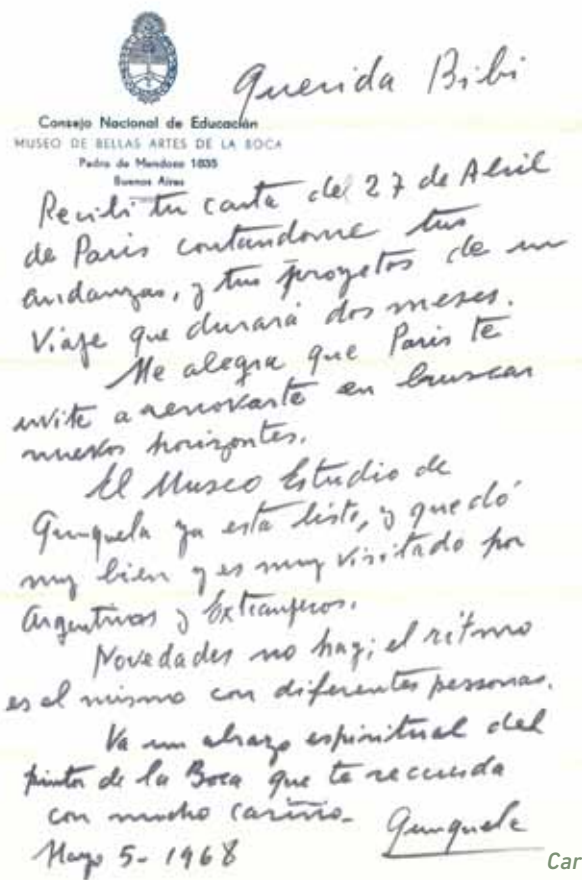 Querida Bibi
Consejo Nacional de Educación
MUSEO DE BELLAS ARTES DE LA BOCA
Pedro de Mendoza 1835
Buenos Aires
Recibi tu carta del 27 de Abril
de Paris contandome tus
andanzas, y tus proyetos de un
Viaje que durará dos meses.
Me alegra que Paris te
invite a renovarte en buscar
nuevos horizontes.
El Museo Estudio de
Quinquela ya esta listo, y quedó
muy bien y es muy visitado por
Argentinos y Extranjeros.
Novedades no hay; el ritmo
es el mismo con diferentes personas.
Va un abrazo espiritual del
pintor de la Boca que te recuerda
con mucho cariño.
Quinquela
Mayo 5 - 1968
Car